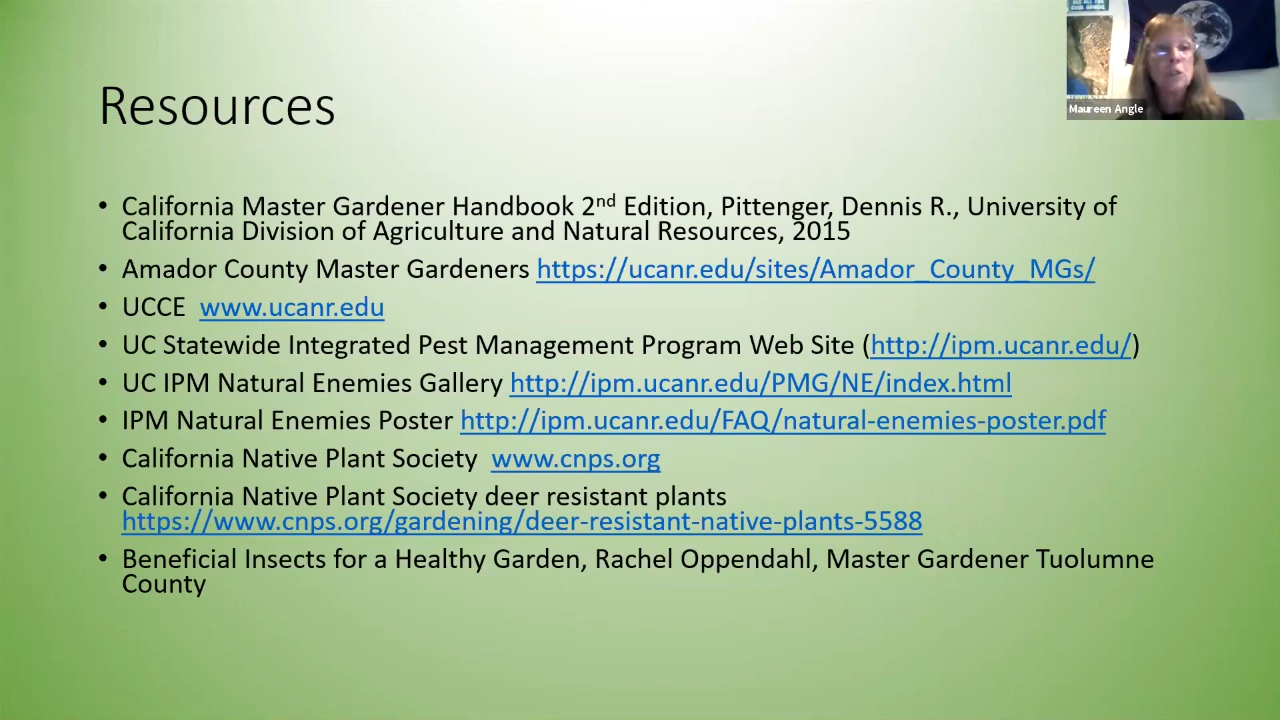 Maureen Angle
Resources
• California Master Gardener Handbook 2nd Edition, Pittenger, Dennis R., University of
California Division of Agriculture and Natural Resources, 2015
• Amador County Master Gardeners https://ucanr.edu/sites/Amador_County_MGs/
• UCCE www.ucanr.edu
• UC Statewide Integrated Pest Management Program Web Site (http://ipm.ucanr.edu/)
• UC IPM Natural Enemies Gallery http://ipm.ucanr.edu/PMG/NE/index.html
• IPM Natural Enemies Poster http://ipm.ucanr.edu/FAQ/natural-enemies-poster.pdf
• California Native Plant Society www.cnps.org
• California Native Plant Society deer resistant plants
https://www.cnps.org/gardening/deer-resistant-native-plants-5588
• Beneficial Insects for a Healthy Garden, Rachel Oppendahl, Master Gardener Tuolumne
County